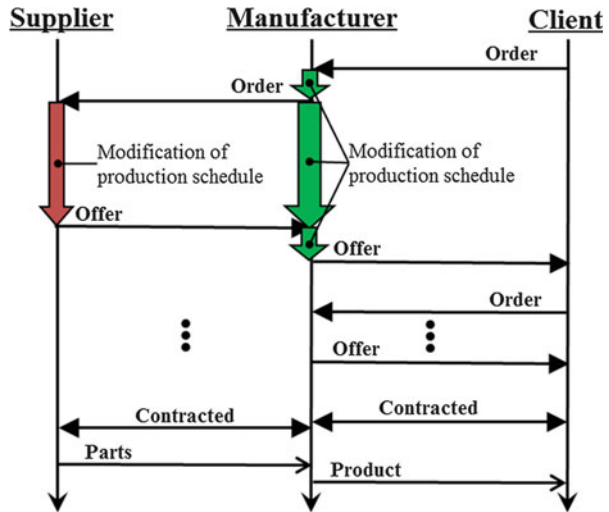 Supplier
Manufacturer
Client
Order
Order
Modification of
production schedule
Modification of
production schedule
Offer
Offer
Order
Offer
Contracted
Contracted
Parts
Product